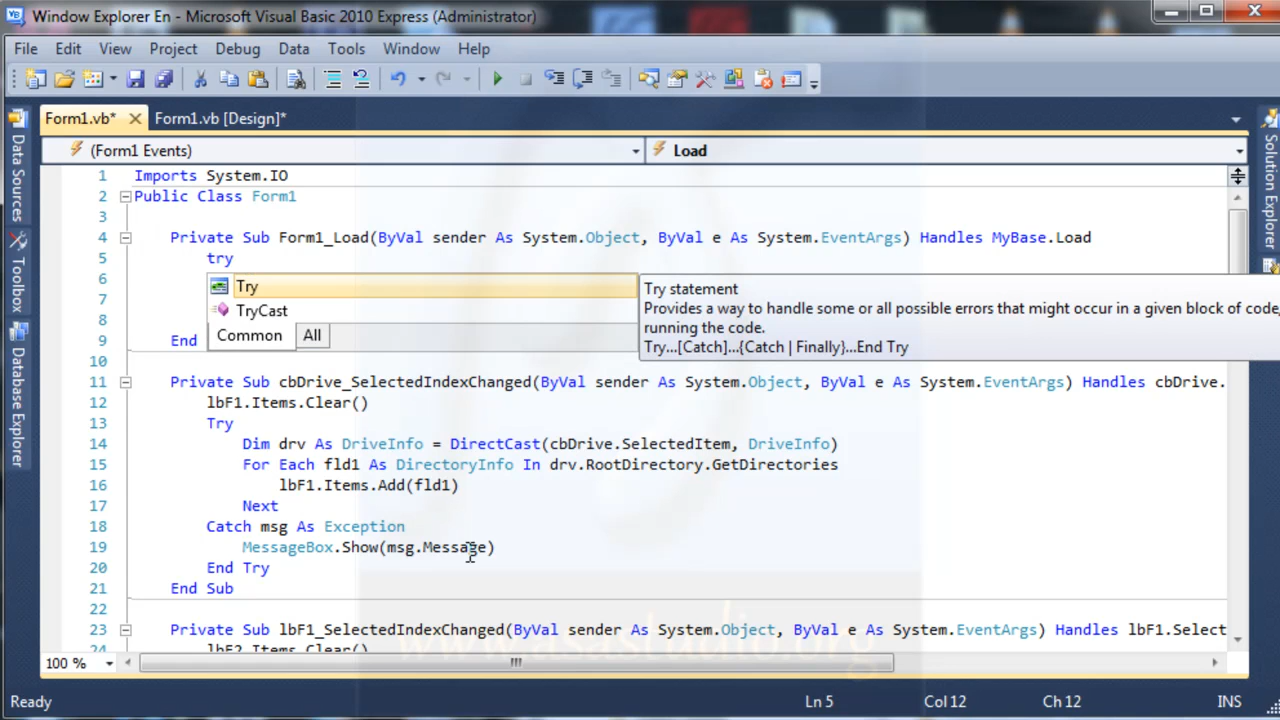 Window Explorer En - Microsoft Visual Basic 2010 Express (Administrator)
File Edit View Project Debug Data Tools Window Help
Form1.vb* Form1.vb [Design]*
(Form1 Events) Load
Data Sources
Toolbox
Database Explorer
Solution Explorer
1 Imports System.IO
2 Public Class Form1
3
4 Private Sub Form1_Load(ByVal sender As System.Object, ByVal e As System.EventArgs) Handles MyBase.Load
5 try
6 Try
7 TryCast
8 Common All
9 End
Try statement
Provides a way to handle some or all possible errors that might occur in a given block of code,
running the code.
Try...[Catch]...{Catch | Finally}...End Try
10
11 Private Sub cbDrive_SelectedIndexChanged(ByVal sender As System.Object, ByVal e As System.EventArgs) Handles cbDrive.
12 lbF1.Items.Clear()
13 Try
14 Dim drv As DriveInfo = DirectCast(cbDrive.SelectedItem, DriveInfo)
15 For Each fld1 As DirectoryInfo In drv.RootDirectory.GetDirectories
16 lbF1.Items.Add(fld1)
17 Next
18 Catch msg As Exception
19 MessageBox.Show(msg.Message)
20 End Try
21 End Sub
22
23 Private Sub lbF1_SelectedIndexChanged(ByVal sender As System.Object, ByVal e As System.EventArgs) Handles lbF1.Select
24 lbF2.Items.Clear()
100 %
Ready Ln 5 Col 12 Ch 12 INS